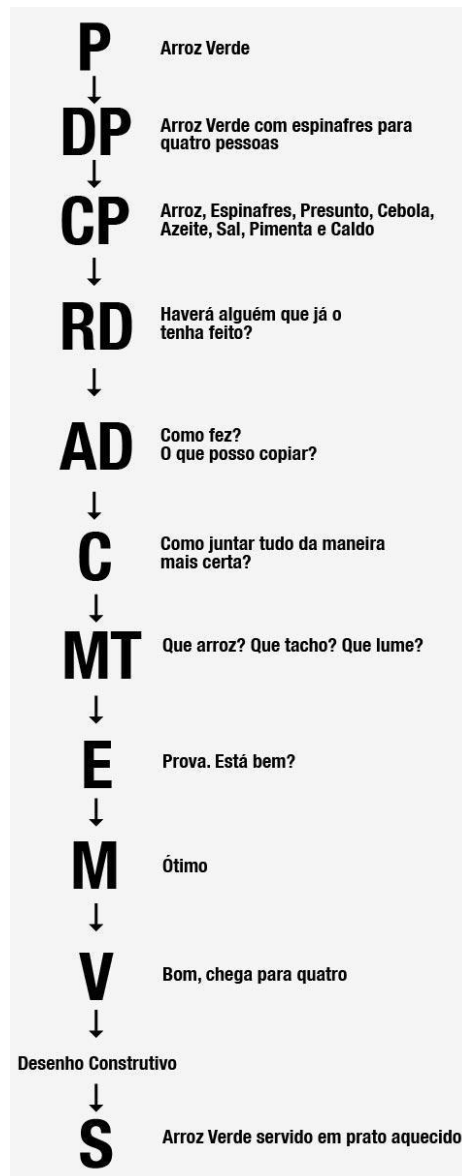 P
Arroz Verde
DP
Arroz Verde com espinafres para
quatro pessoas
CP
Arroz, Espinafres, Presunto, Cebola,
Azeite, Sal, Pimenta e Caldo
RD
Haverá alguém que já o
tenha feito?
AD
Como fez?
O que posso copiar?
C
Como juntar tudo da maneira
mais certa?
MT
Que arroz? Que tacho? Que lume?
E
Prova. Está bem?
M
Ótimo
V
Bom, chega para quatro
Desenho Construtivo
S
Arroz Verde servido em prato aquecido